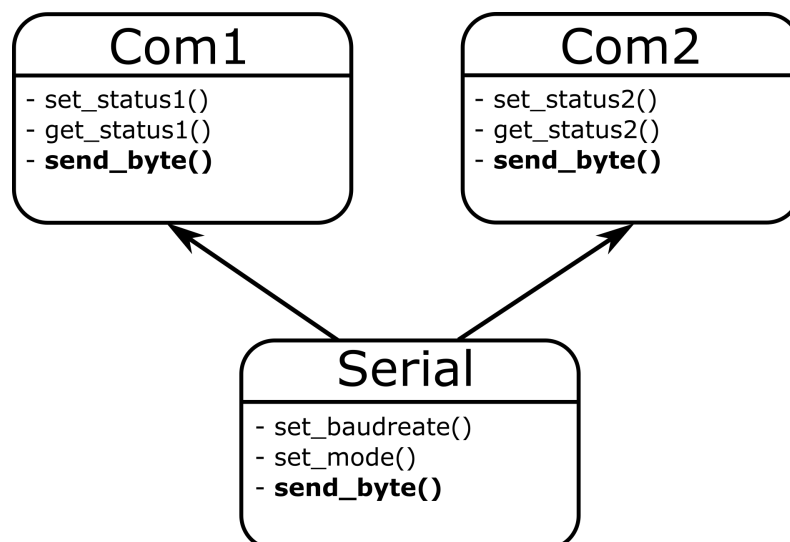 Com1
- set_status1()
- get_status1()
- send_byte()
Com2
- set_status2()
- get_status2()
- send_byte()
Serial
- set_baudreate()
- set_mode()
- send_byte()